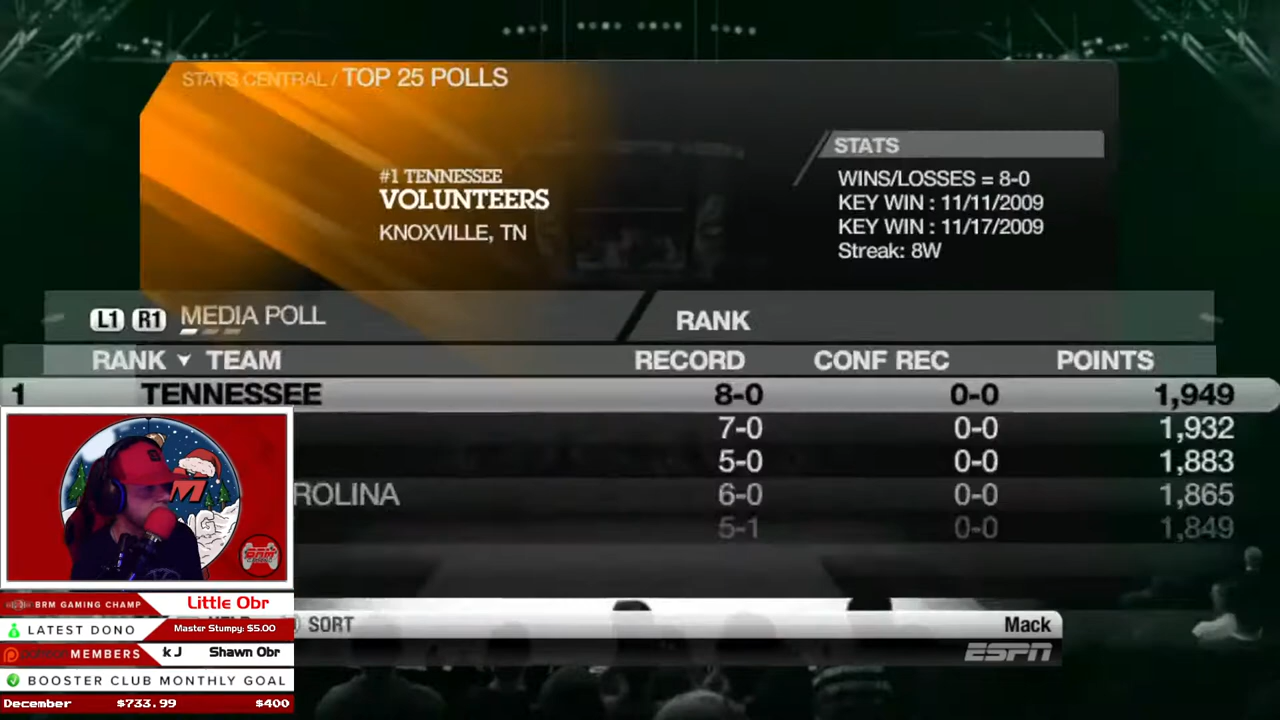 STATS CENTRAL / TOP 25 POLLS
#1 TENNESSEE
VOLUNTEERS
KNOXVILLE, TN
STATS
WINS/LOSSES = 8-0
KEY WIN : 11/11/2009
KEY WIN : 11/17/2009
Streak: 8W
L1 R1 MEDIA POLL
RANK
RANK TEAM RECORD CONF REC POINTS
1 TENNESSEE 8-0 0-0 1,949
7-0 0-0 1,932
5-0 0-0 1,883
ROLINA 6-0 0-0 1,865
5-1 0-0 1,849
SORT
Mack
ESPN
BRM GAMING CHAMP Little Obr
LATEST DONO Master Stumpy: $5.00
MEMBERS k J Shawn Obr
BOOSTER CLUB MONTHLY GOAL
December $733.99 $400